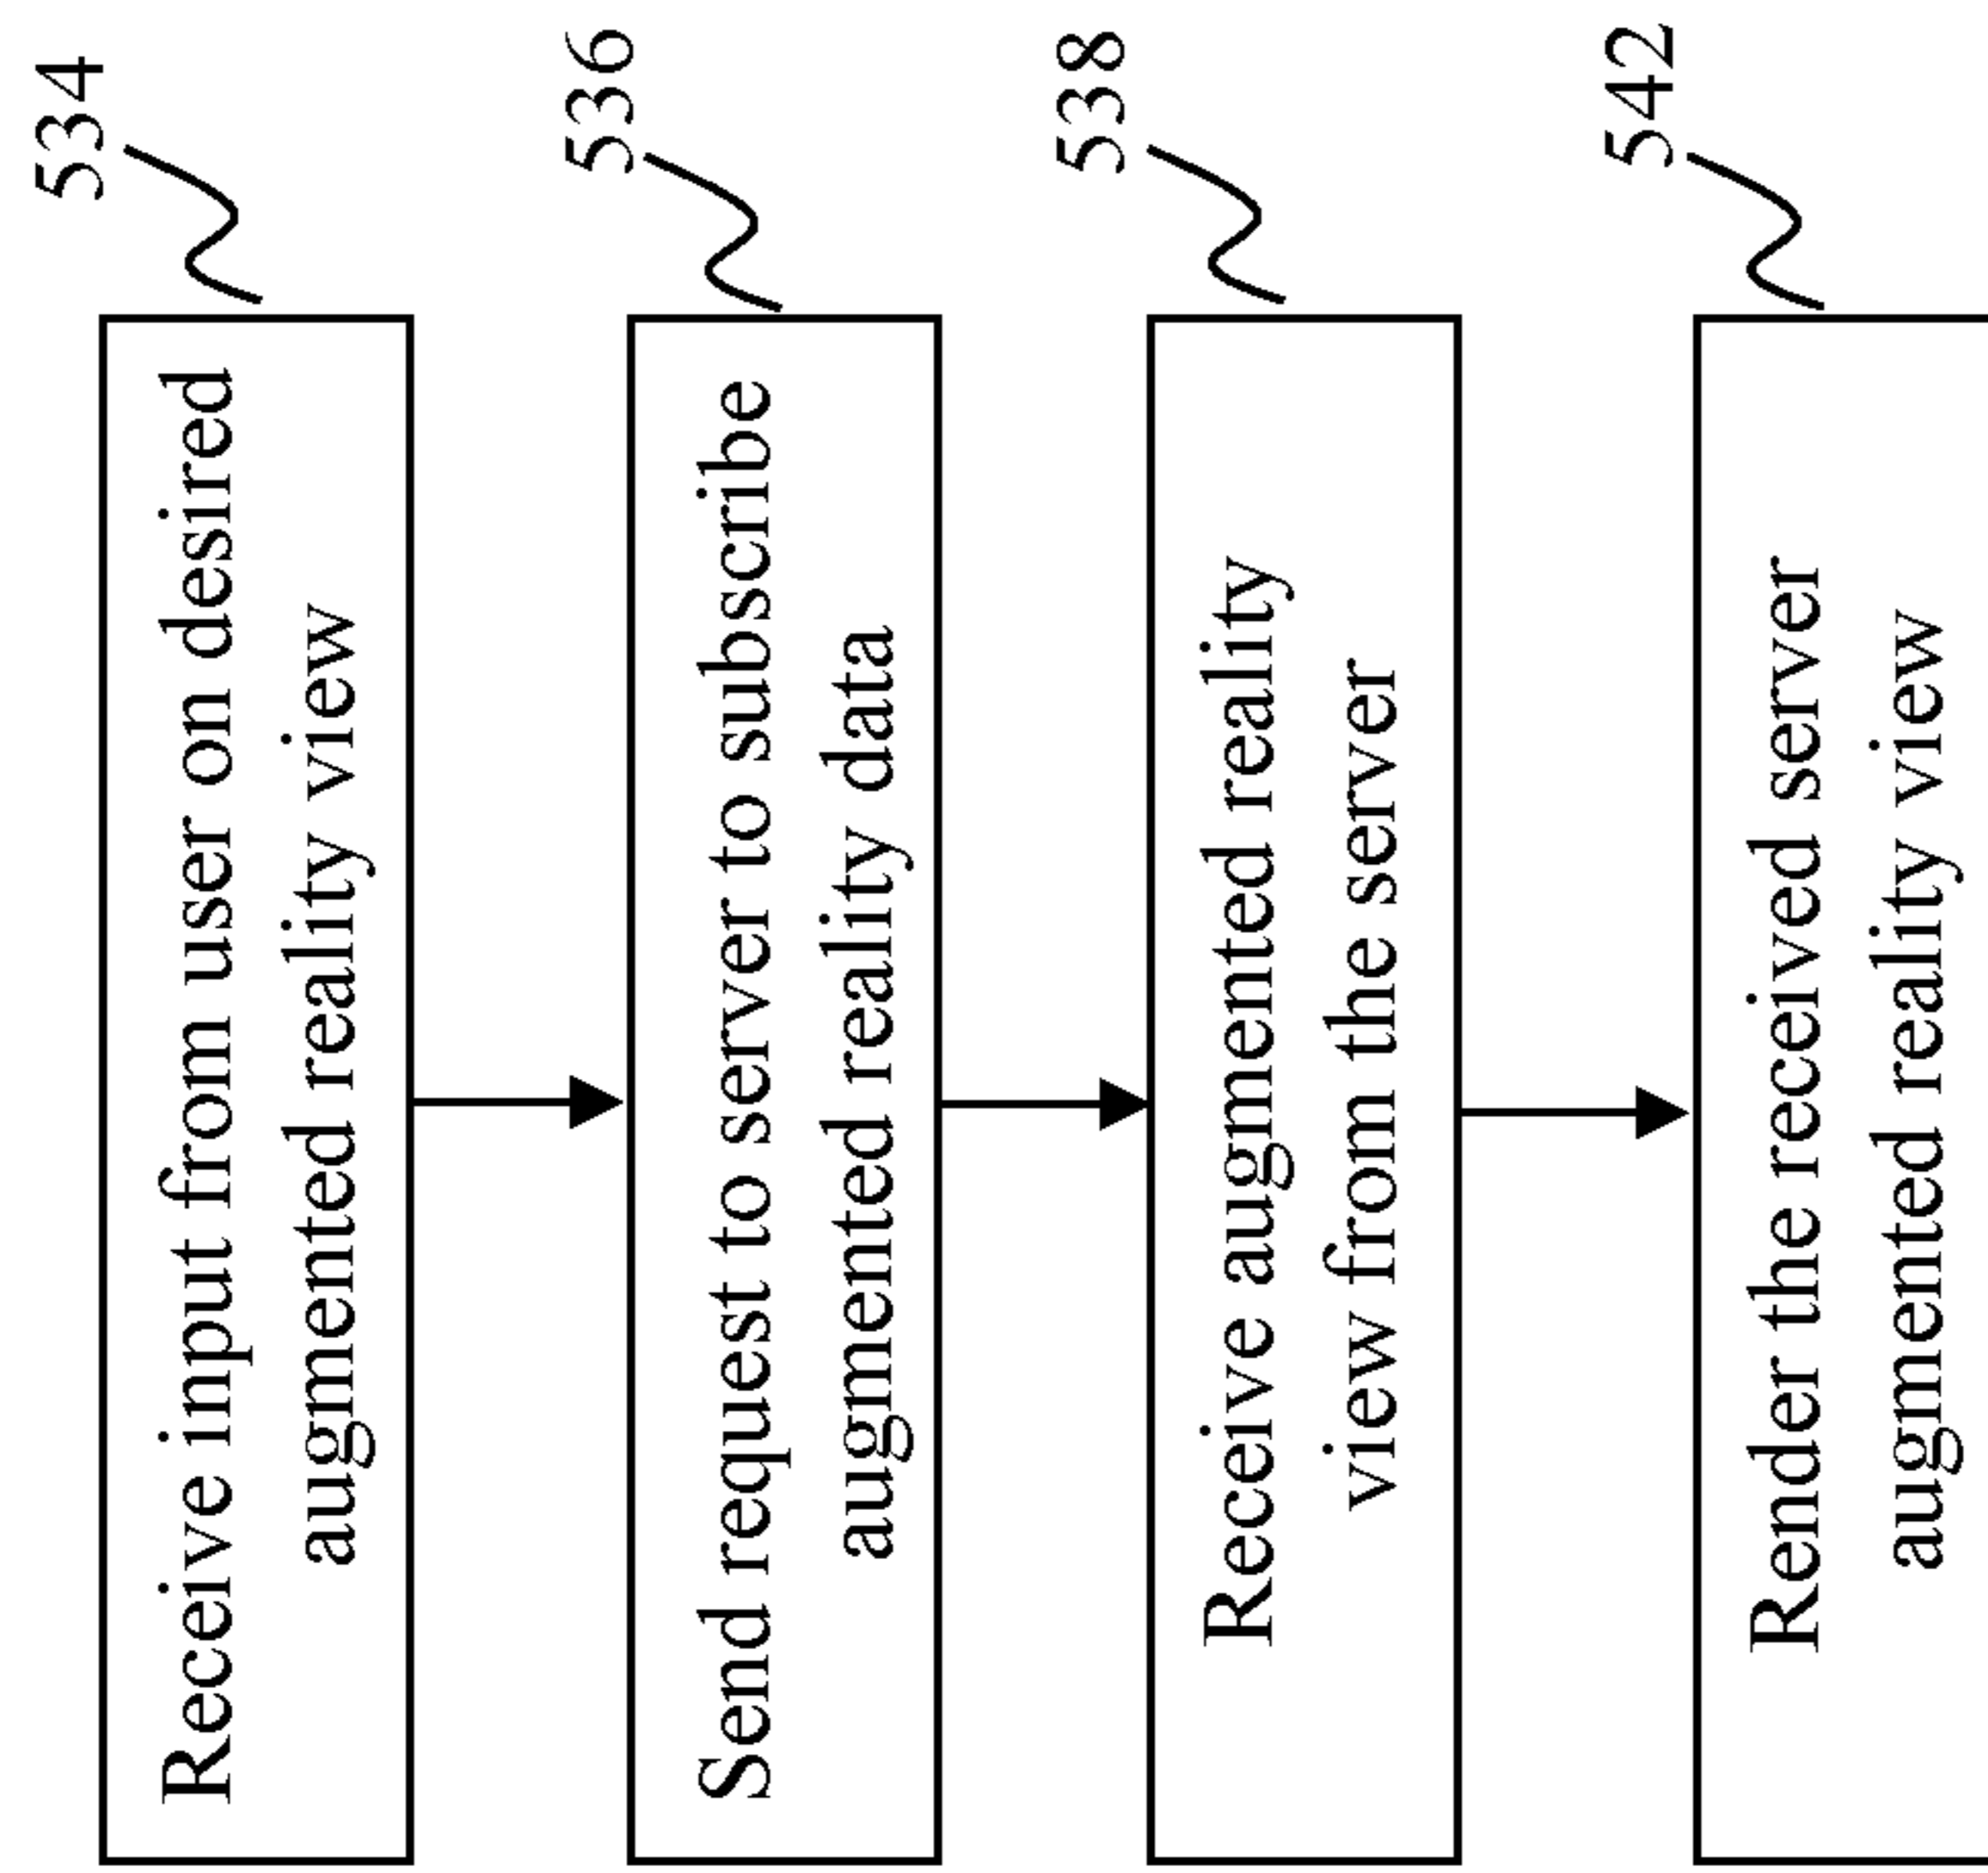 534
Receive input from user on desired
augmented reality view
536
Send request to server to subscribe
augmented reality data
538
Receive augmented reality
view from the server
542
Render the received server
augmented reality view